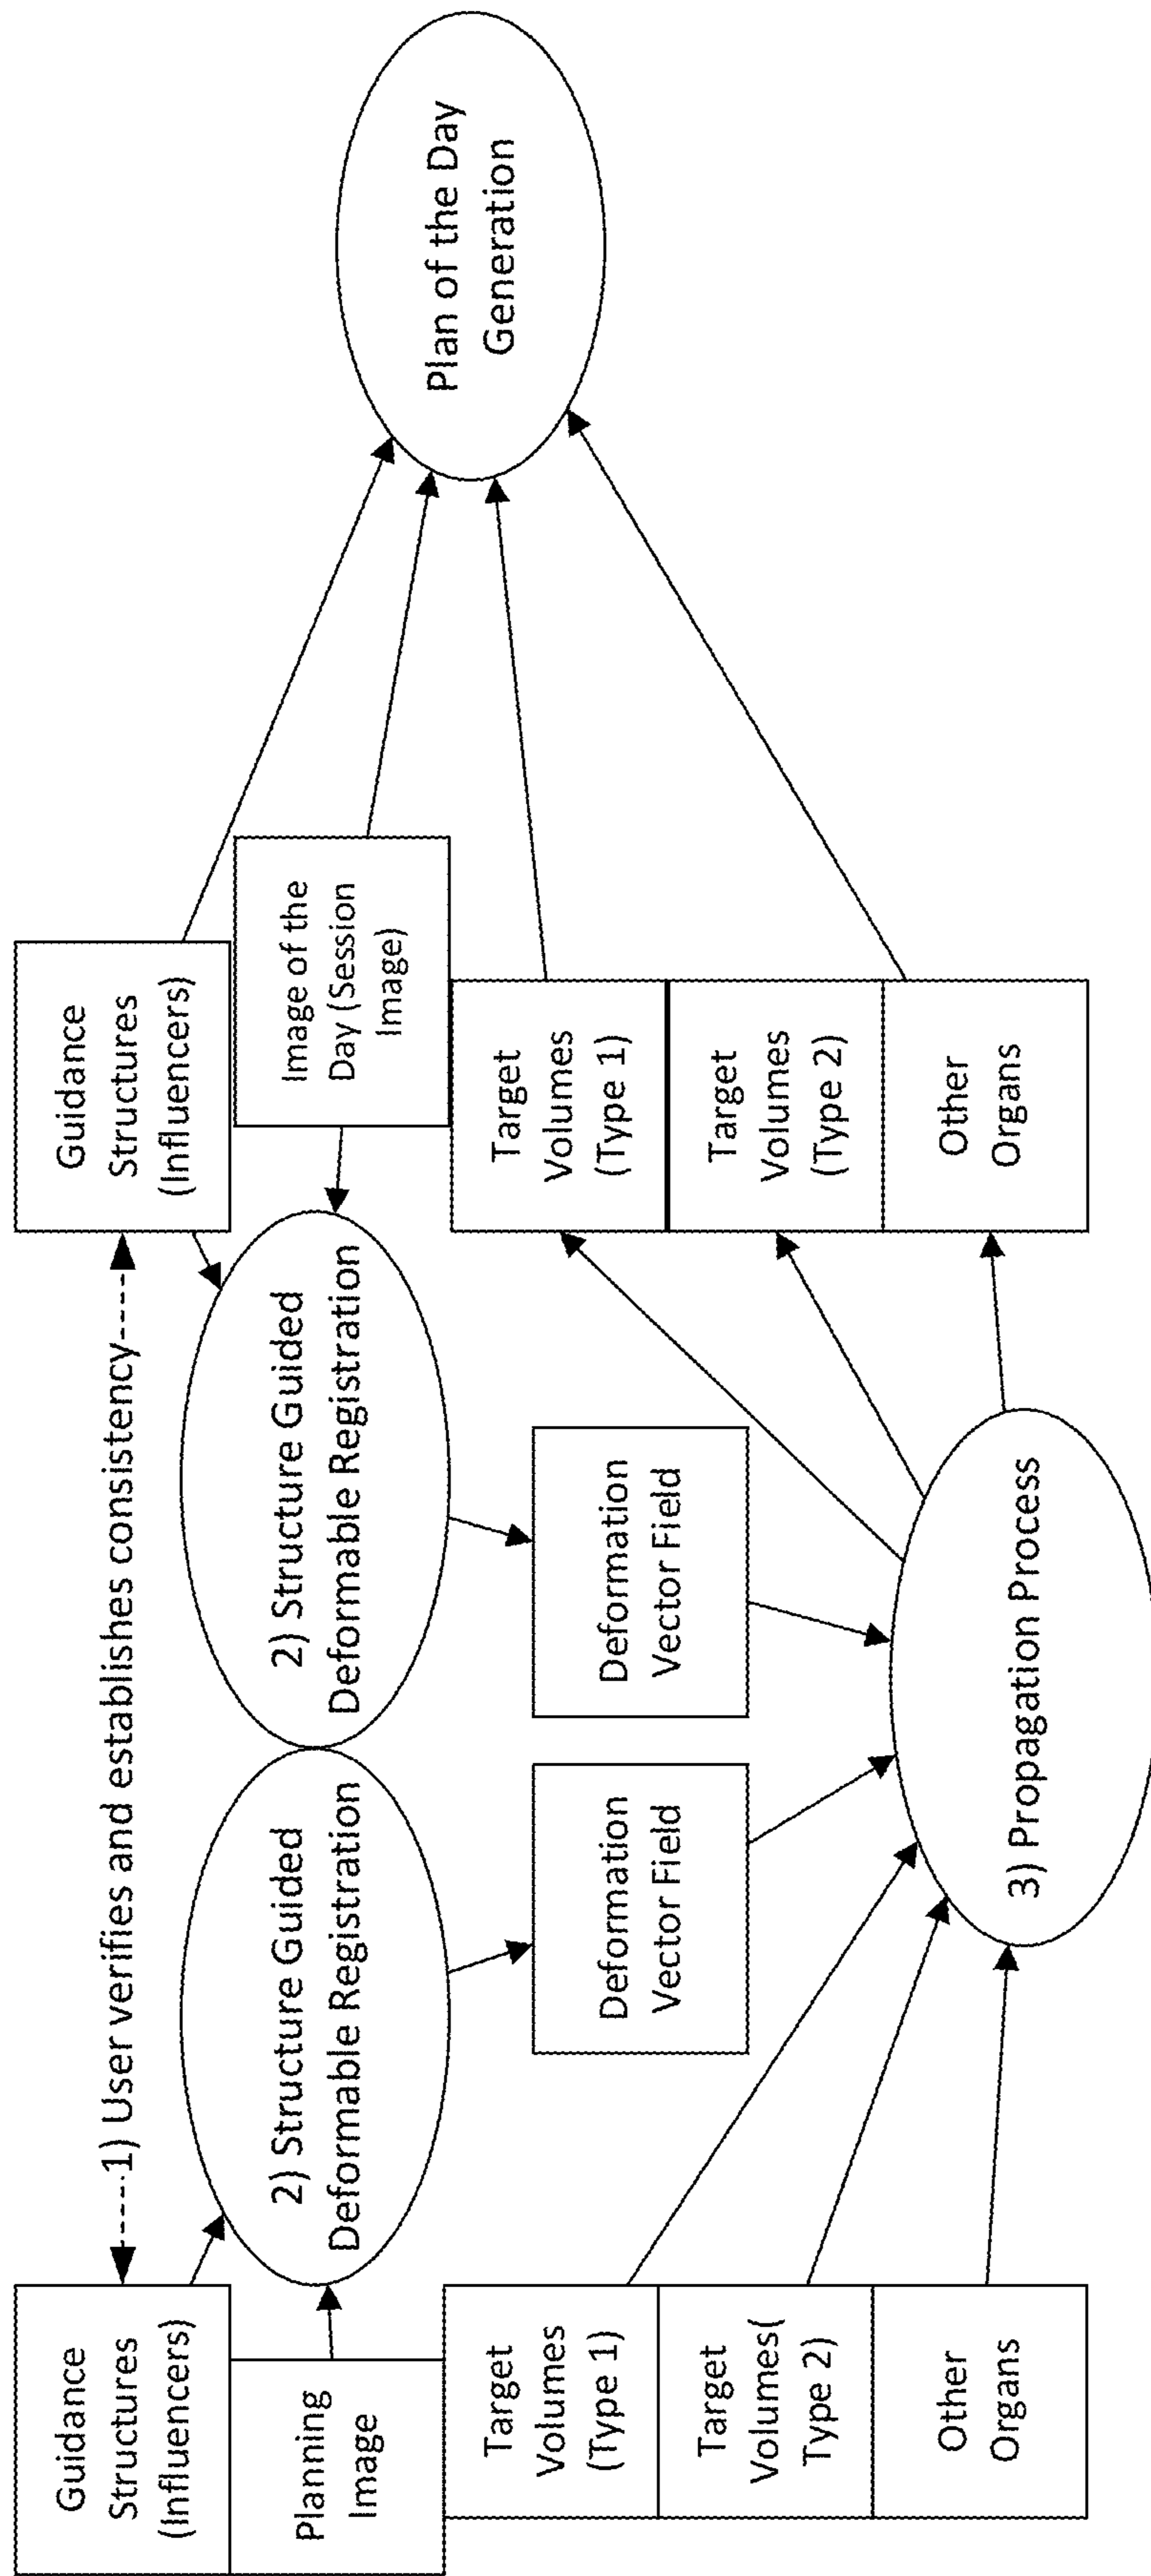 Guidance
Structures
(Influencers)
Planning
Image
Target
Volumes
(Type 1)
Target
Volumes(
Type 2)
Other
Organs
1) User verifies and establishes consistency
2) Structure Guided
Deformable Registration
2) Structure Guided
Deformable Registration
Deformation
Vector Field
Deformation
Vector Field
3) Propagation Process
Guidance
Structures
(Influencers)
Image of the
Day (Session
Image)
Target
Volumes
(Type 1)
Target
Volumes
(Type 2)
Other
Organs
Plan of the Day
Generation